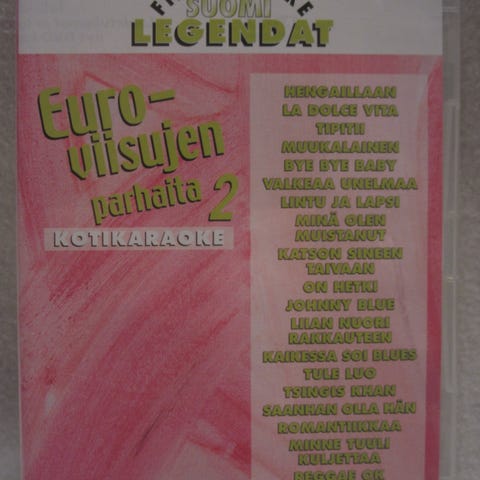 SUOMI
LEGENDAT
Euro-
viisujen
parhaita 2
KOTIKARAOKE
HENGAILLAAN
LA DOLCE VITA
TIPITII
MUUKALAINEN
BYE BYE BABY
VALKEAA UNELMAA
LINTU JA LAPSI
MINÄ OLEN
MUISTANUT
KATSON SINEEN
TAIVAAN
ON HETKI
JOHNNY BLUE
LIIAN NUORI
RAKKAUTEEN
KAIKESSA SOI BLUES
TULE LUO
TSINGIS KHAN
SAANHAN OLLA HÄN
ROMANTIIKKAA
MINNE TUULI
KULJETTAA
REGGAE OK